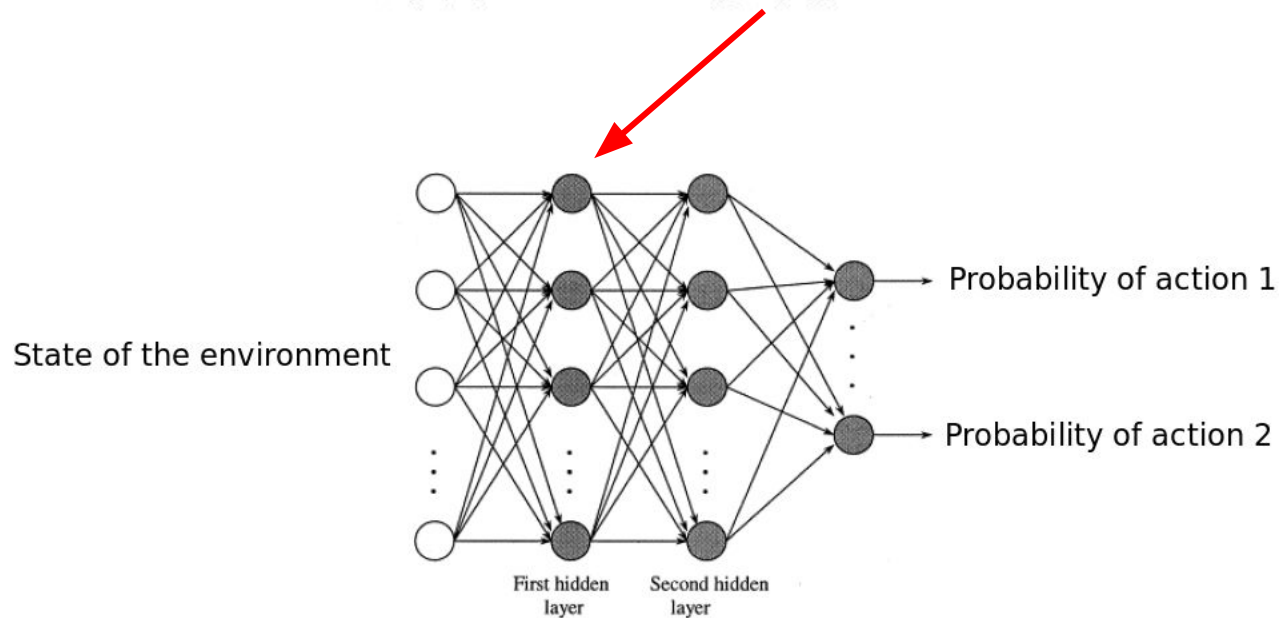 Probability of action 1
State of the environment
Probability of action 2
First hidden
layer
Second hidden
layer